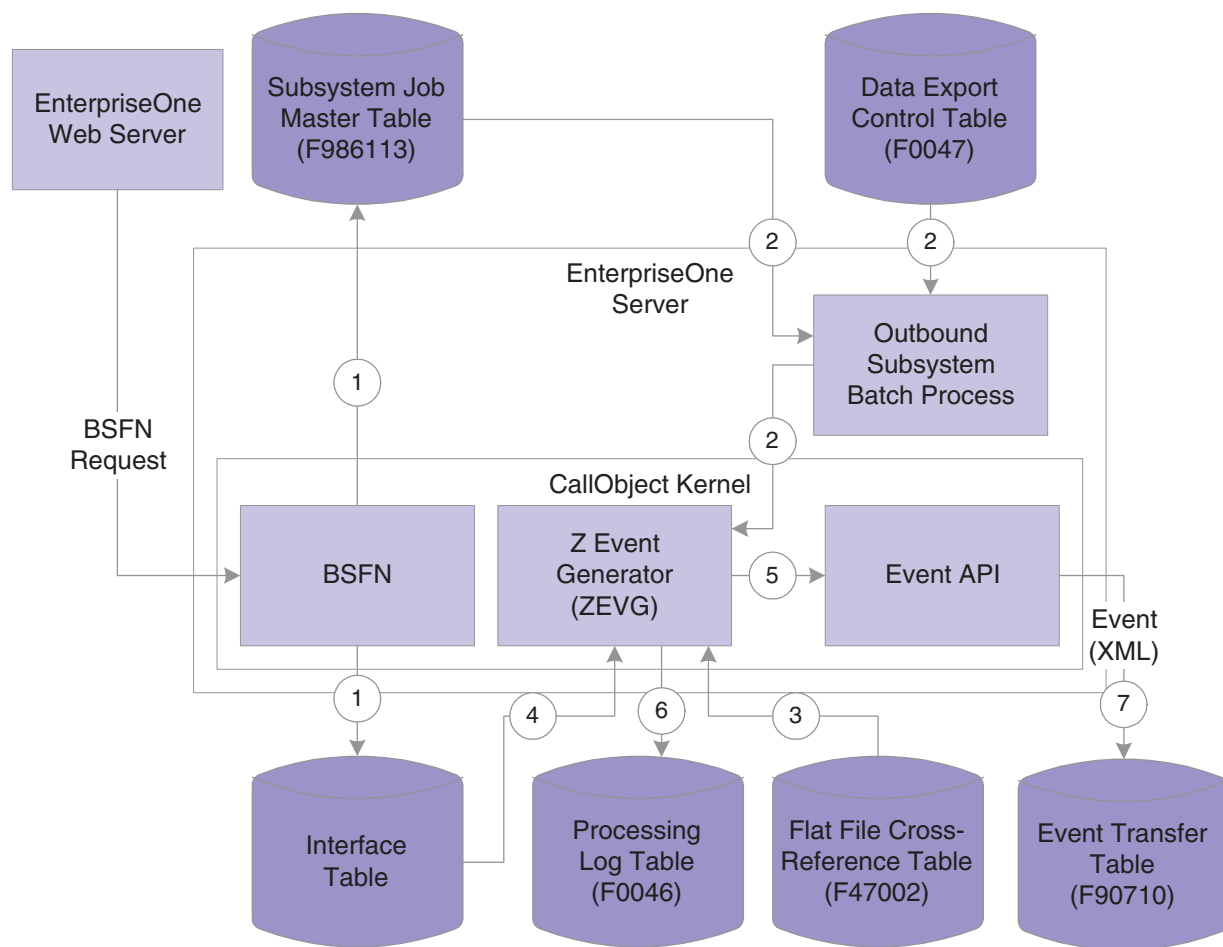 EnterpriseOne
Web Server
Subsystem Job
Master Table
(F986113)
Data Export
Control Table
(F0047)
2
2
EnterpriseOne
Server
Outbound
Subsystem
Batch Process
1
BSFN
Request
2
CallObject Kernel
BSFN
Z Event
Generator
(ZEVG)
5
Event API
Event
(XML)
1
4
6
3
7
Interface
Table
Processing
Log Table
(F0046)
Flat File Cross-
Reference Table
(F47002)
Event Transfer
Table
(F90710)